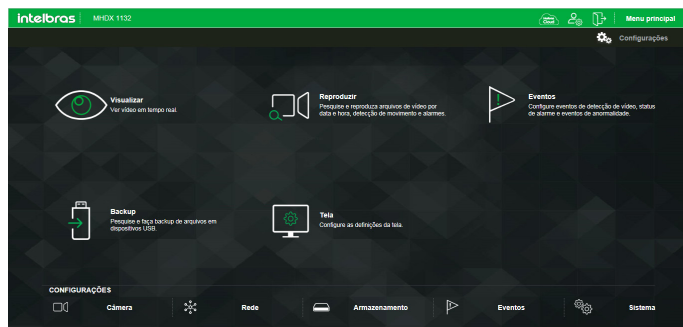 intelbras MHDX 1132 Intelbras Cloud Menu principal
Configurações
Visualizar
Ver vídeo em tempo real.
Reproduzir
Pesquise e reproduza arquivos de vídeo por
data e hora, detecção de movimento e alarmes.
Eventos
Configure eventos de detecção de vídeo, status
de alarme e eventos de anormalidade.
Backup
Pesquise e faça backup de arquivos em
dispositivos USB.
Tela
Configure as definições da tela.
CONFIGURAÇÕES
Câmera Rede Armazenamento Eventos Sistema